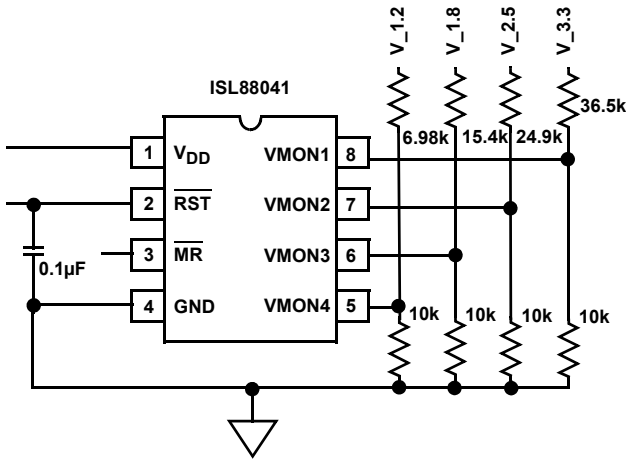 V_1.2
V_1.8
V_2.5
V_3.3
ISL88041
36.5k
6.98k
15.4k
24.9k
1
VDD
VMON1
8
2
RST
VMON2
7
3
MR
VMON3
6
0.1µF
4
GND
VMON4
5
10k
10k
10k
10k